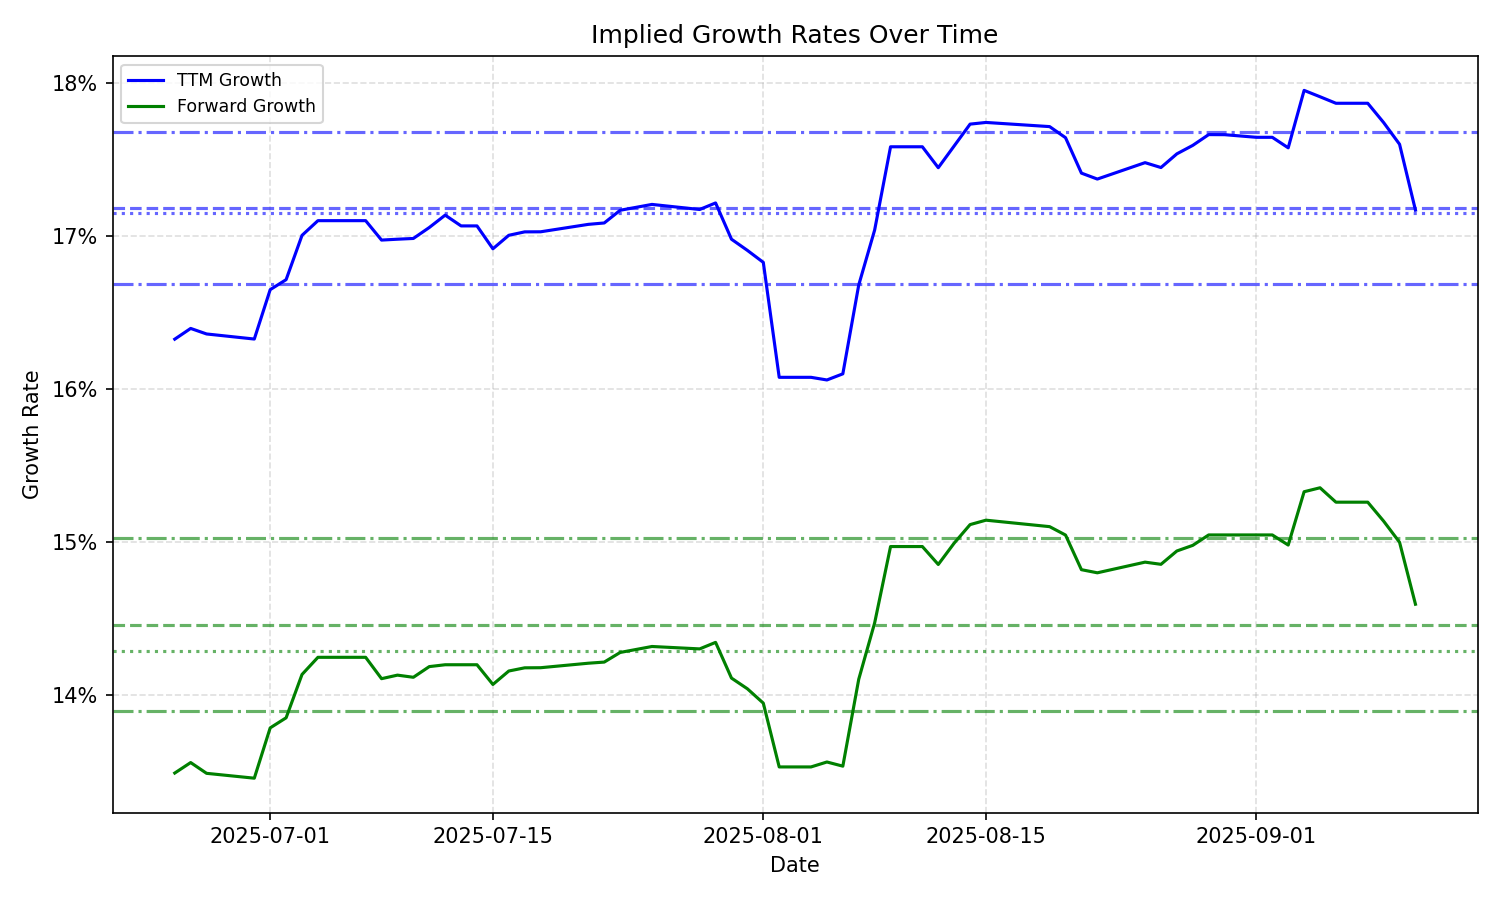 Implied Growth Rates Over Time
TTM Growth
Forward Growth
18%
17%
16%
15%
14%
Growth Rate
2025-07-01
2025-07-15
2025-08-01
2025-08-15
2025-09-01
Date